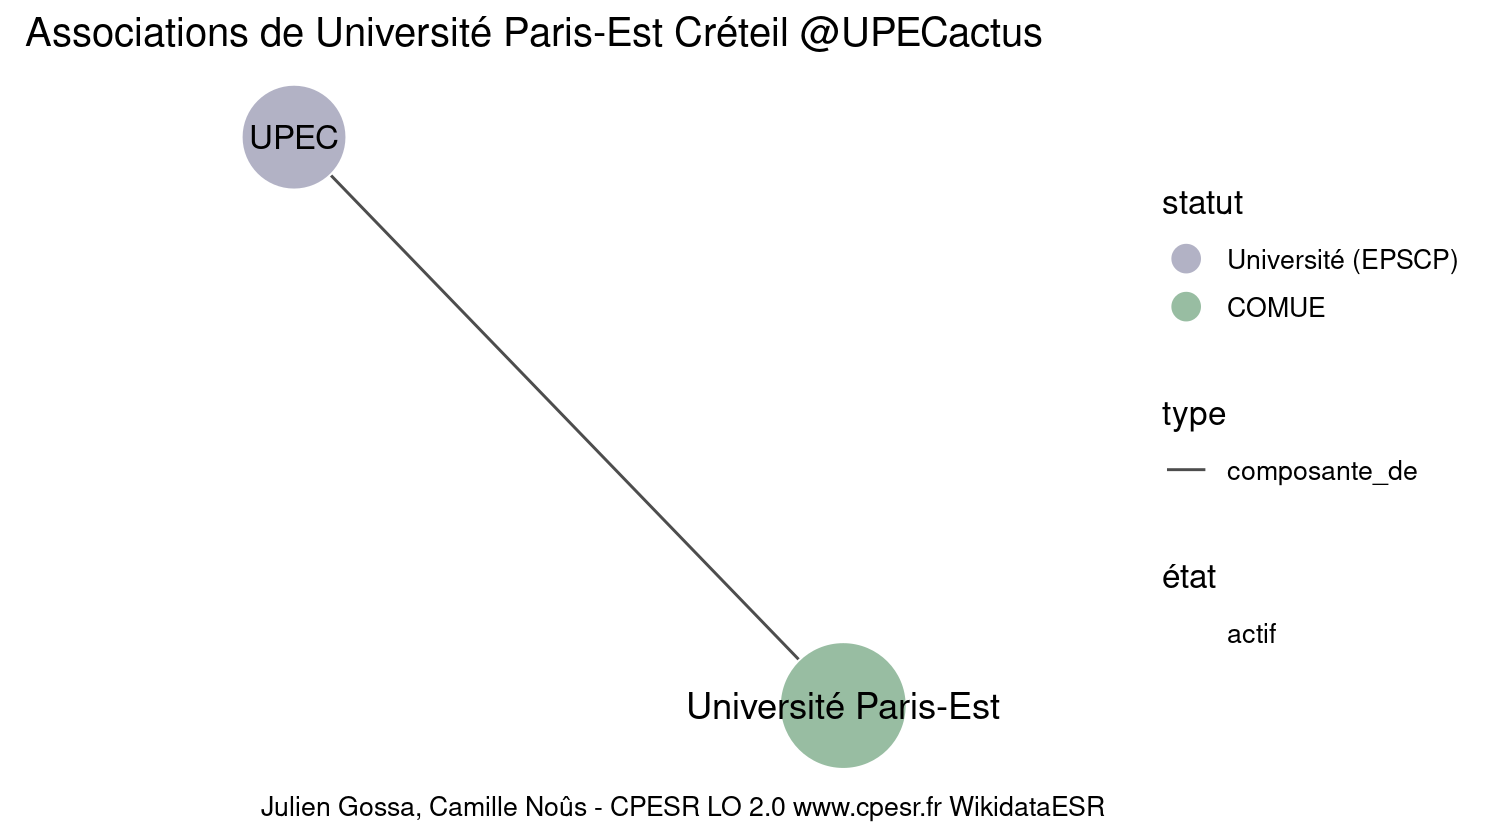 Associations de Université Paris-Est Créteil @UPECactus
UPEC
statut
Université (EPSCP)
COMUE
type
composante_de
état
actif
Université Paris-Est
Julien Gossa, Camille Noûs - CPESR LO 2.0 www.cpesr.fr WikidataESR